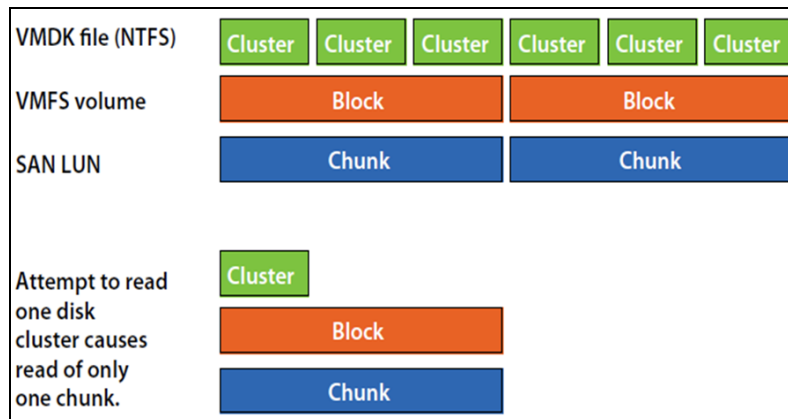 VMDK file (NTFS) Cluster Cluster Cluster Cluster Cluster Cluster
VMFS volume Block Block
SAN LUN Chunk Chunk
Cluster
Attempt to read
one disk
Block
cluster causes
read of only
Chunk
one chunk.